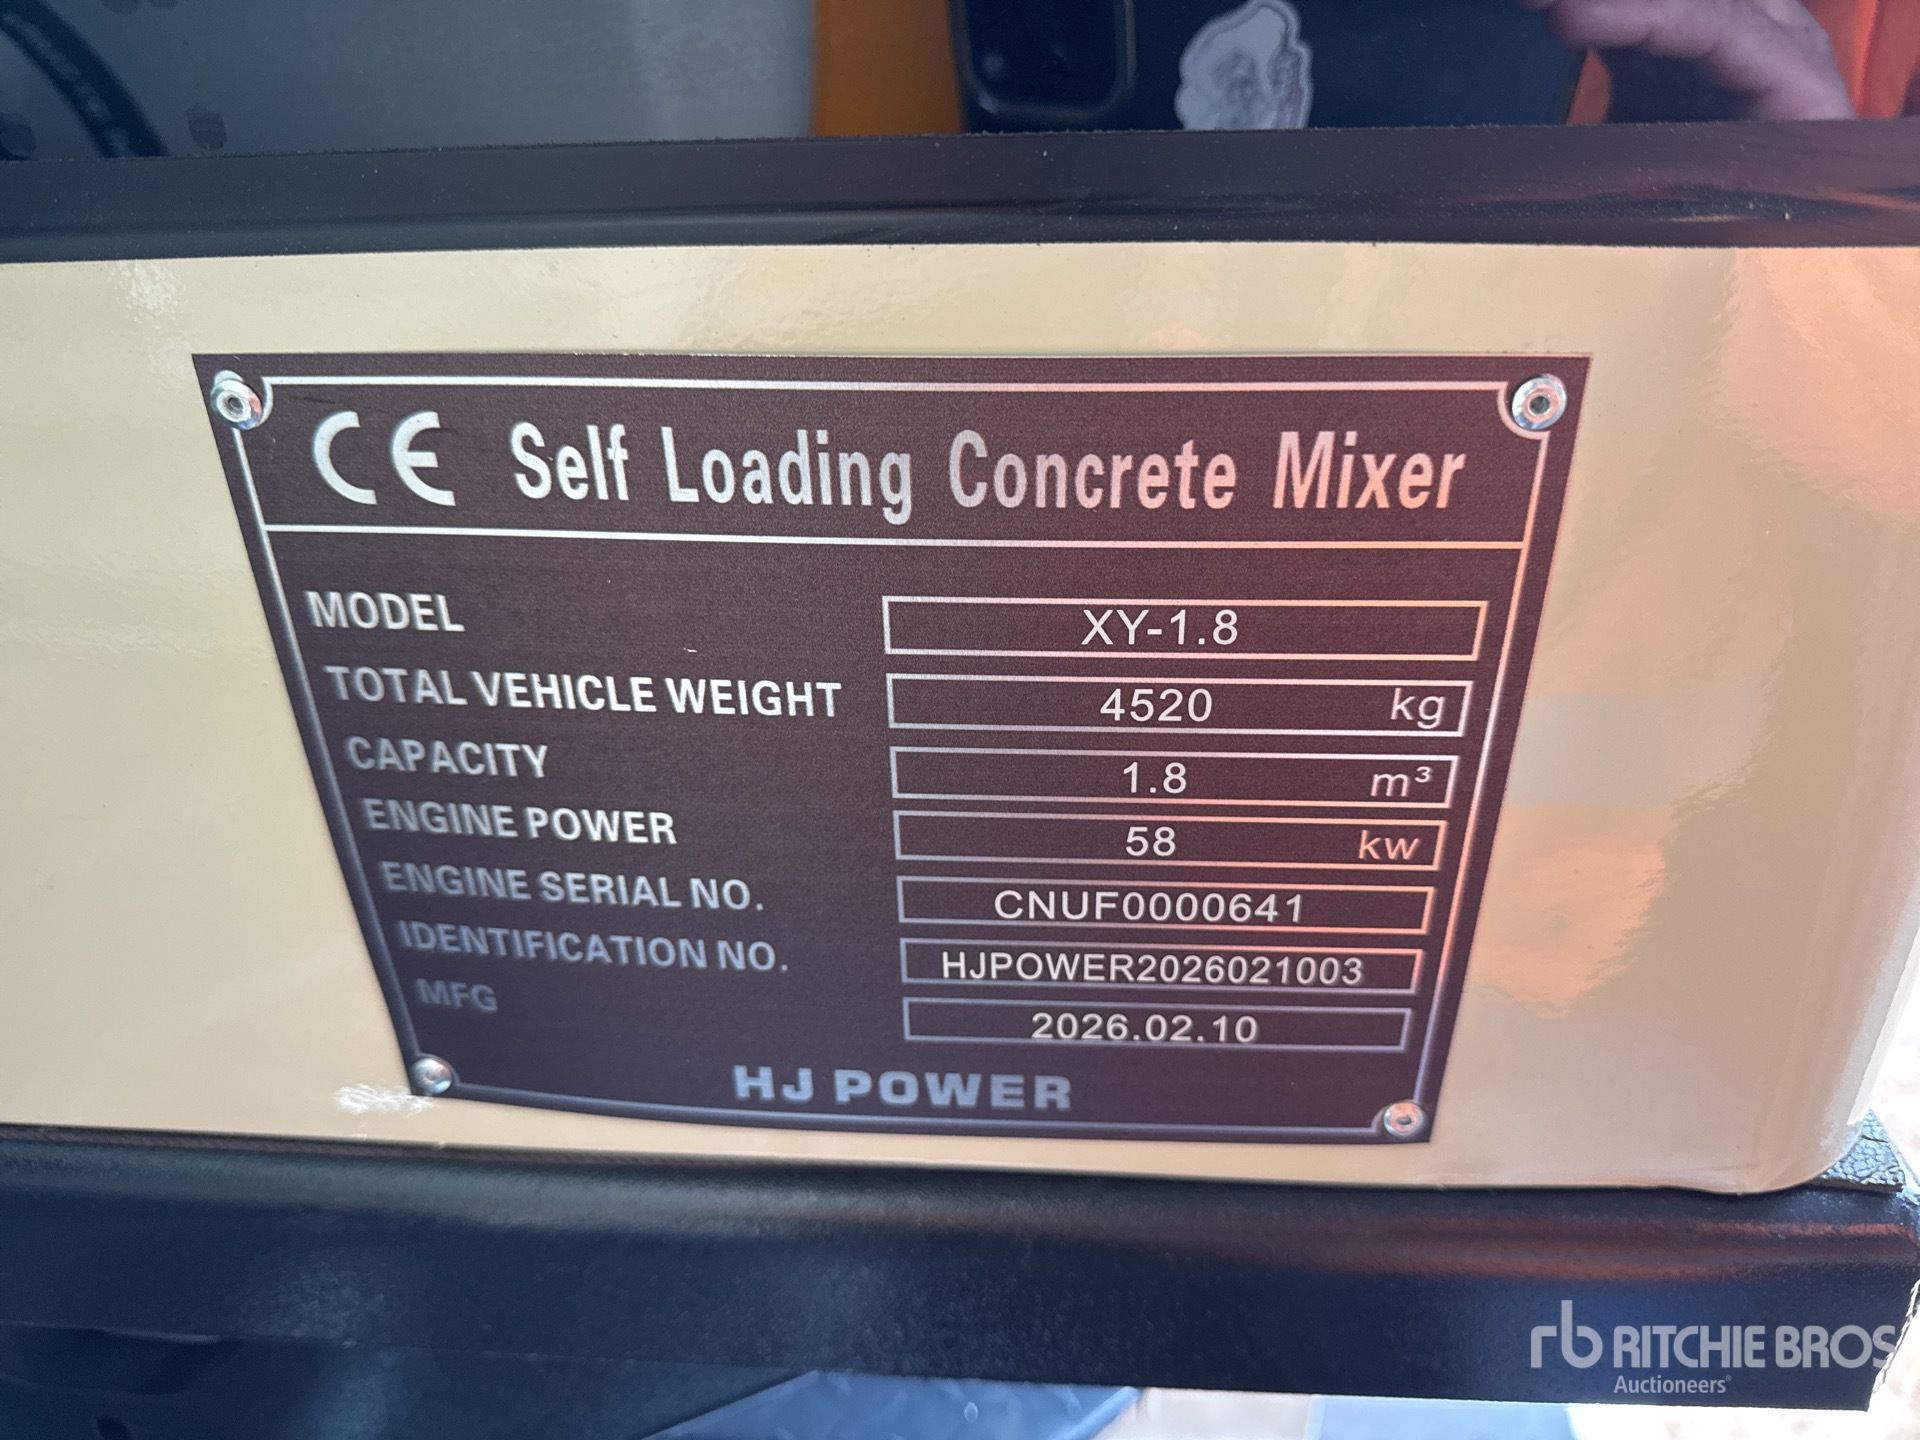 CE Self Loading Concrete Mixer
MODEL XY-1.8
TOTAL VEHICLE WEIGHT 4520 kg
CAPACITY 1.8 m³
ENGINE POWER 58 kw
ENGINE SERIAL NO. CNUF0000641
IDENTIFICATION NO. HJPOWER2026021003
MFG 2026.02.10
HJ POWER
rb RITCHIE BROS
Auctioneers